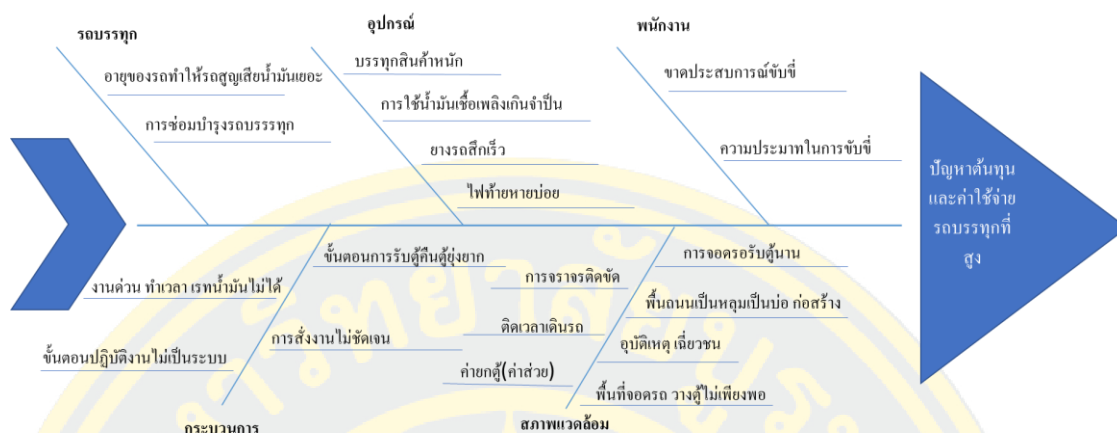 รถบรรทุก
อุปกรณ์
พนักงาน
อายุของรถทำให้รถสูญเสียน้ำมันเยอะ
การซ่อมบำรุงรถบรรรทุก
บรรทุกสินค้าหนัก
การใช้น้ำมันเชื้อเพลิงเกินจำป็น
ยางรถสึกเร็ว
ไฟท้ายหายบ่อย
ขาดประสบการณ์ขับขี่
ความประมาทในการขับขี่
ปัญหาต้นทุน
และค่าใช้จ่าย
รถบรรทุกที่
สูง
ขั้นตอนการรับตู้คืนตู้ยุ่งยาก
งานด่วน ทำเวลา เรทน้ำมันไม่ได้
การสั่งงานไม่ชัดเจน
ขั้นตอนปฏิบัติงานไม่เป็นระบบ
การจอดรอรับตู้นาน
การจราจรติดขัด
พื้นถนนเป็นหลุมเป็นบ่อ ก่อสร้าง
ติดเวลาเดินรถ
อุบัติเหตุ เฉี่ยวชน
ค่ายกตู้(ค่าส่วย)
พื้นที่จอดรถ วางตู้ไม่เพียงพอ
กระบวนการ
สภาพแวดล้อม